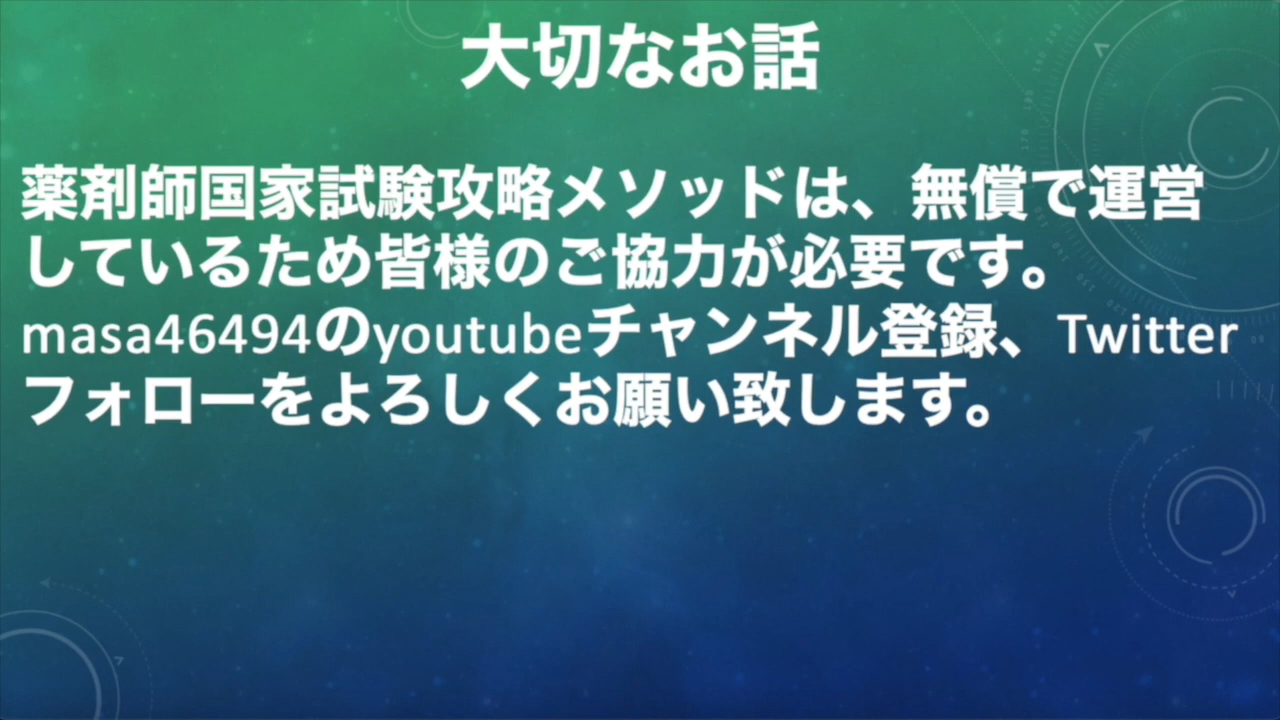 大切なお話
薬剤師国家試験攻略メソッドは、無償で運営
しているため皆様のご協力が必要です。
masa46494のyoutubeチャンネル登録、Twitter
フォローをよろしくお願い致します。